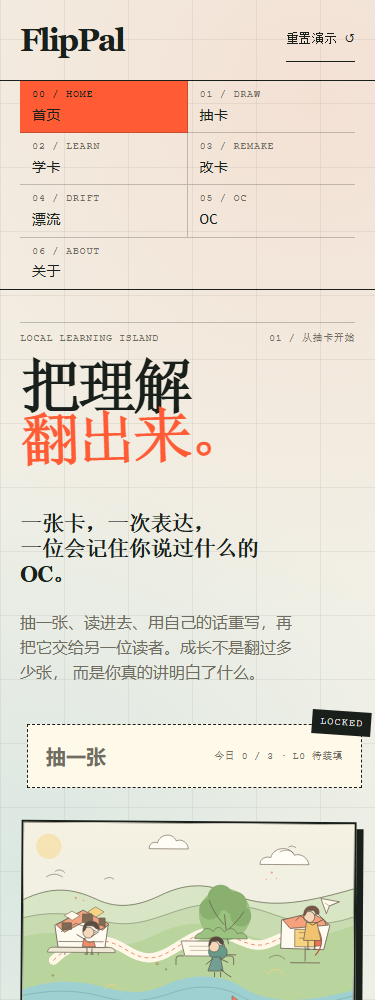 FlipPal
重置演示 ↺
00 / HOME
首页
01 / DRAW
抽卡
02 / LEARN
学卡
03 / REMAKE
改卡
04 / DRIFT
漂流
05 / OC
OC
06 / ABOUT
关于
LOCAL LEARNING ISLAND
01 / 从抽卡开始
把理解
翻出来。
一张卡，一次表达，
一位会记住你说过什么的
OC。
抽一张、读进去、用自己的话重写，再
把它交给另一位读者。成长不是翻过多
少张， 而是你真的讲明白了什么。
LOCKED
抽一张
今日 0 / 3 · L0 待装填